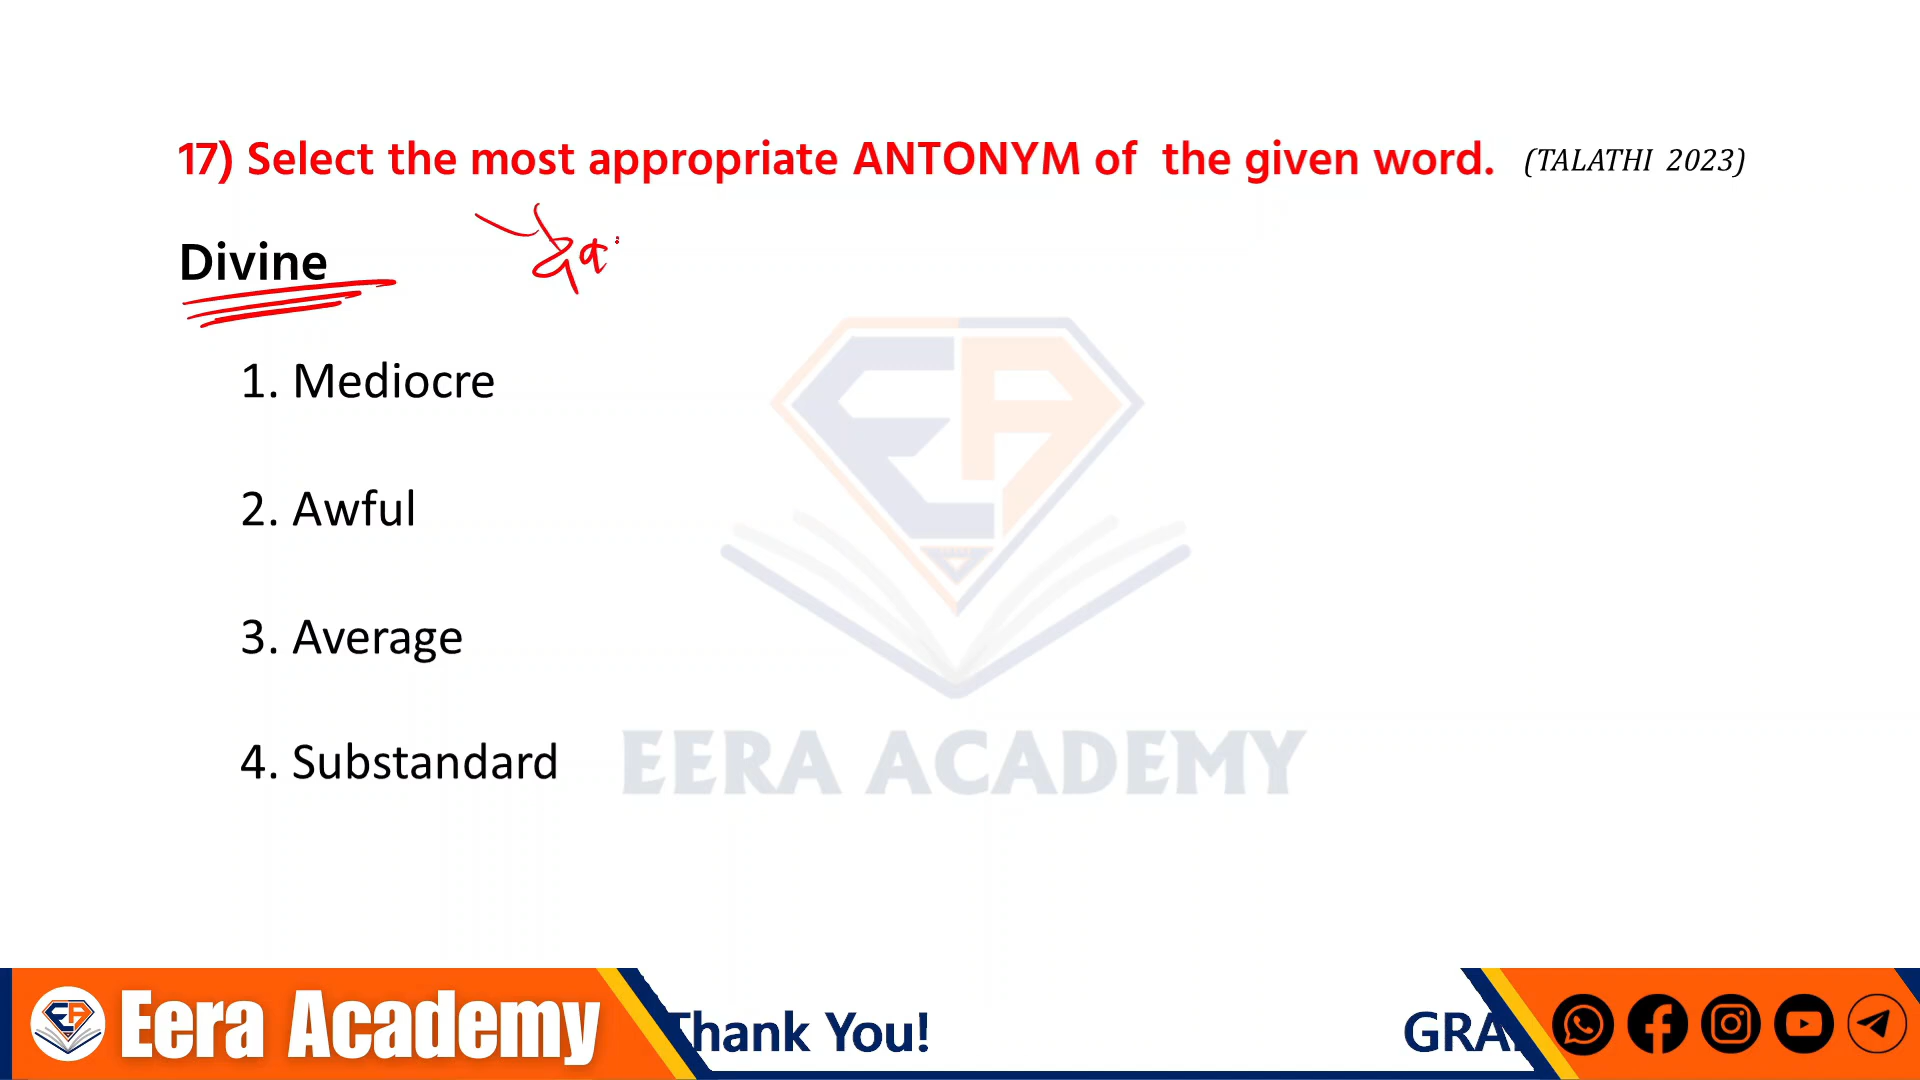 17) Select the most appropriate ANTONYM of the given word. (TALATHI 2023)
Divine
1. Mediocre
2. Awful
3. Average
4. Substandard
EERA ACADEMY
Eera Academy
Thank You!